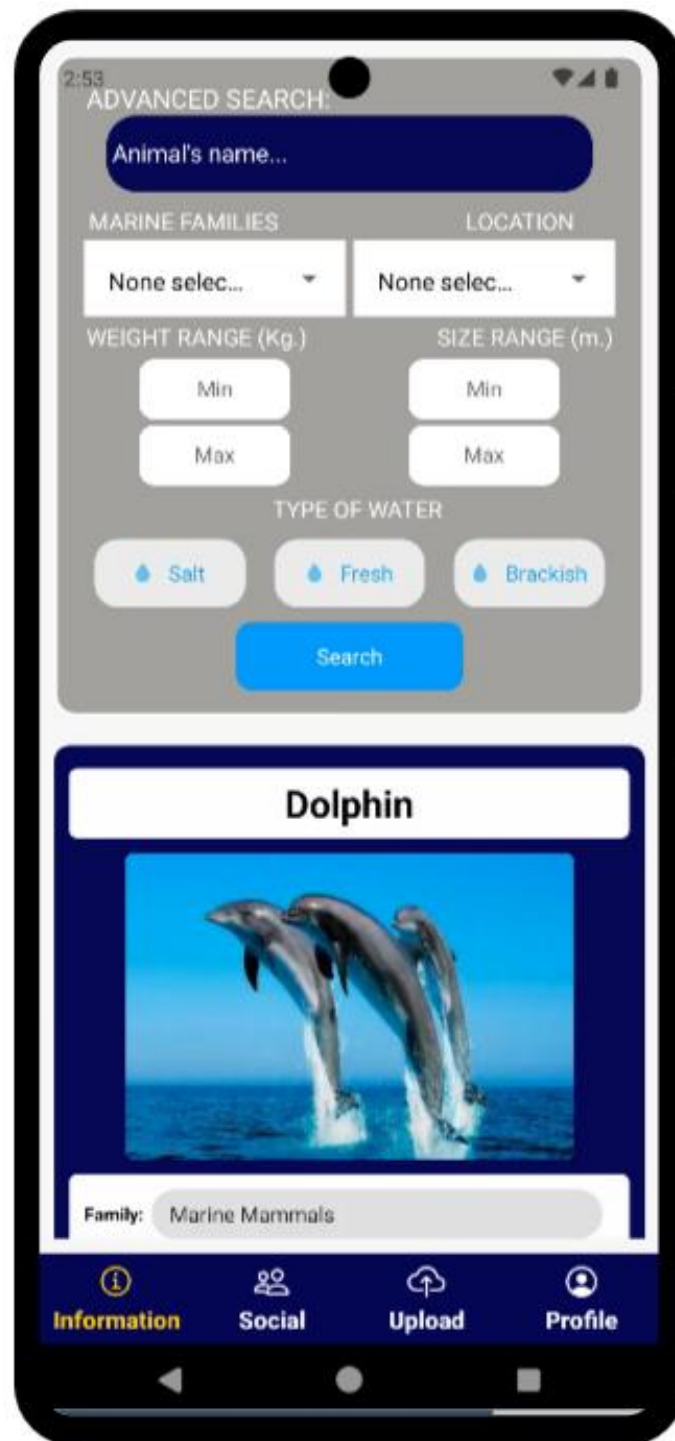 2:53
ADVANCED SEARCH:
Animal's name...
MARINE FAMILIES LOCATION
None selec... None selec...
WEIGHT RANGE (Kg.) SIZE RANGE (m.)
Min Min
Max Max
TYPE OF WATER
Salt Fresh Brackish
Search
Dolphin
Family: Marine Mammals
Information Social Upload Profile